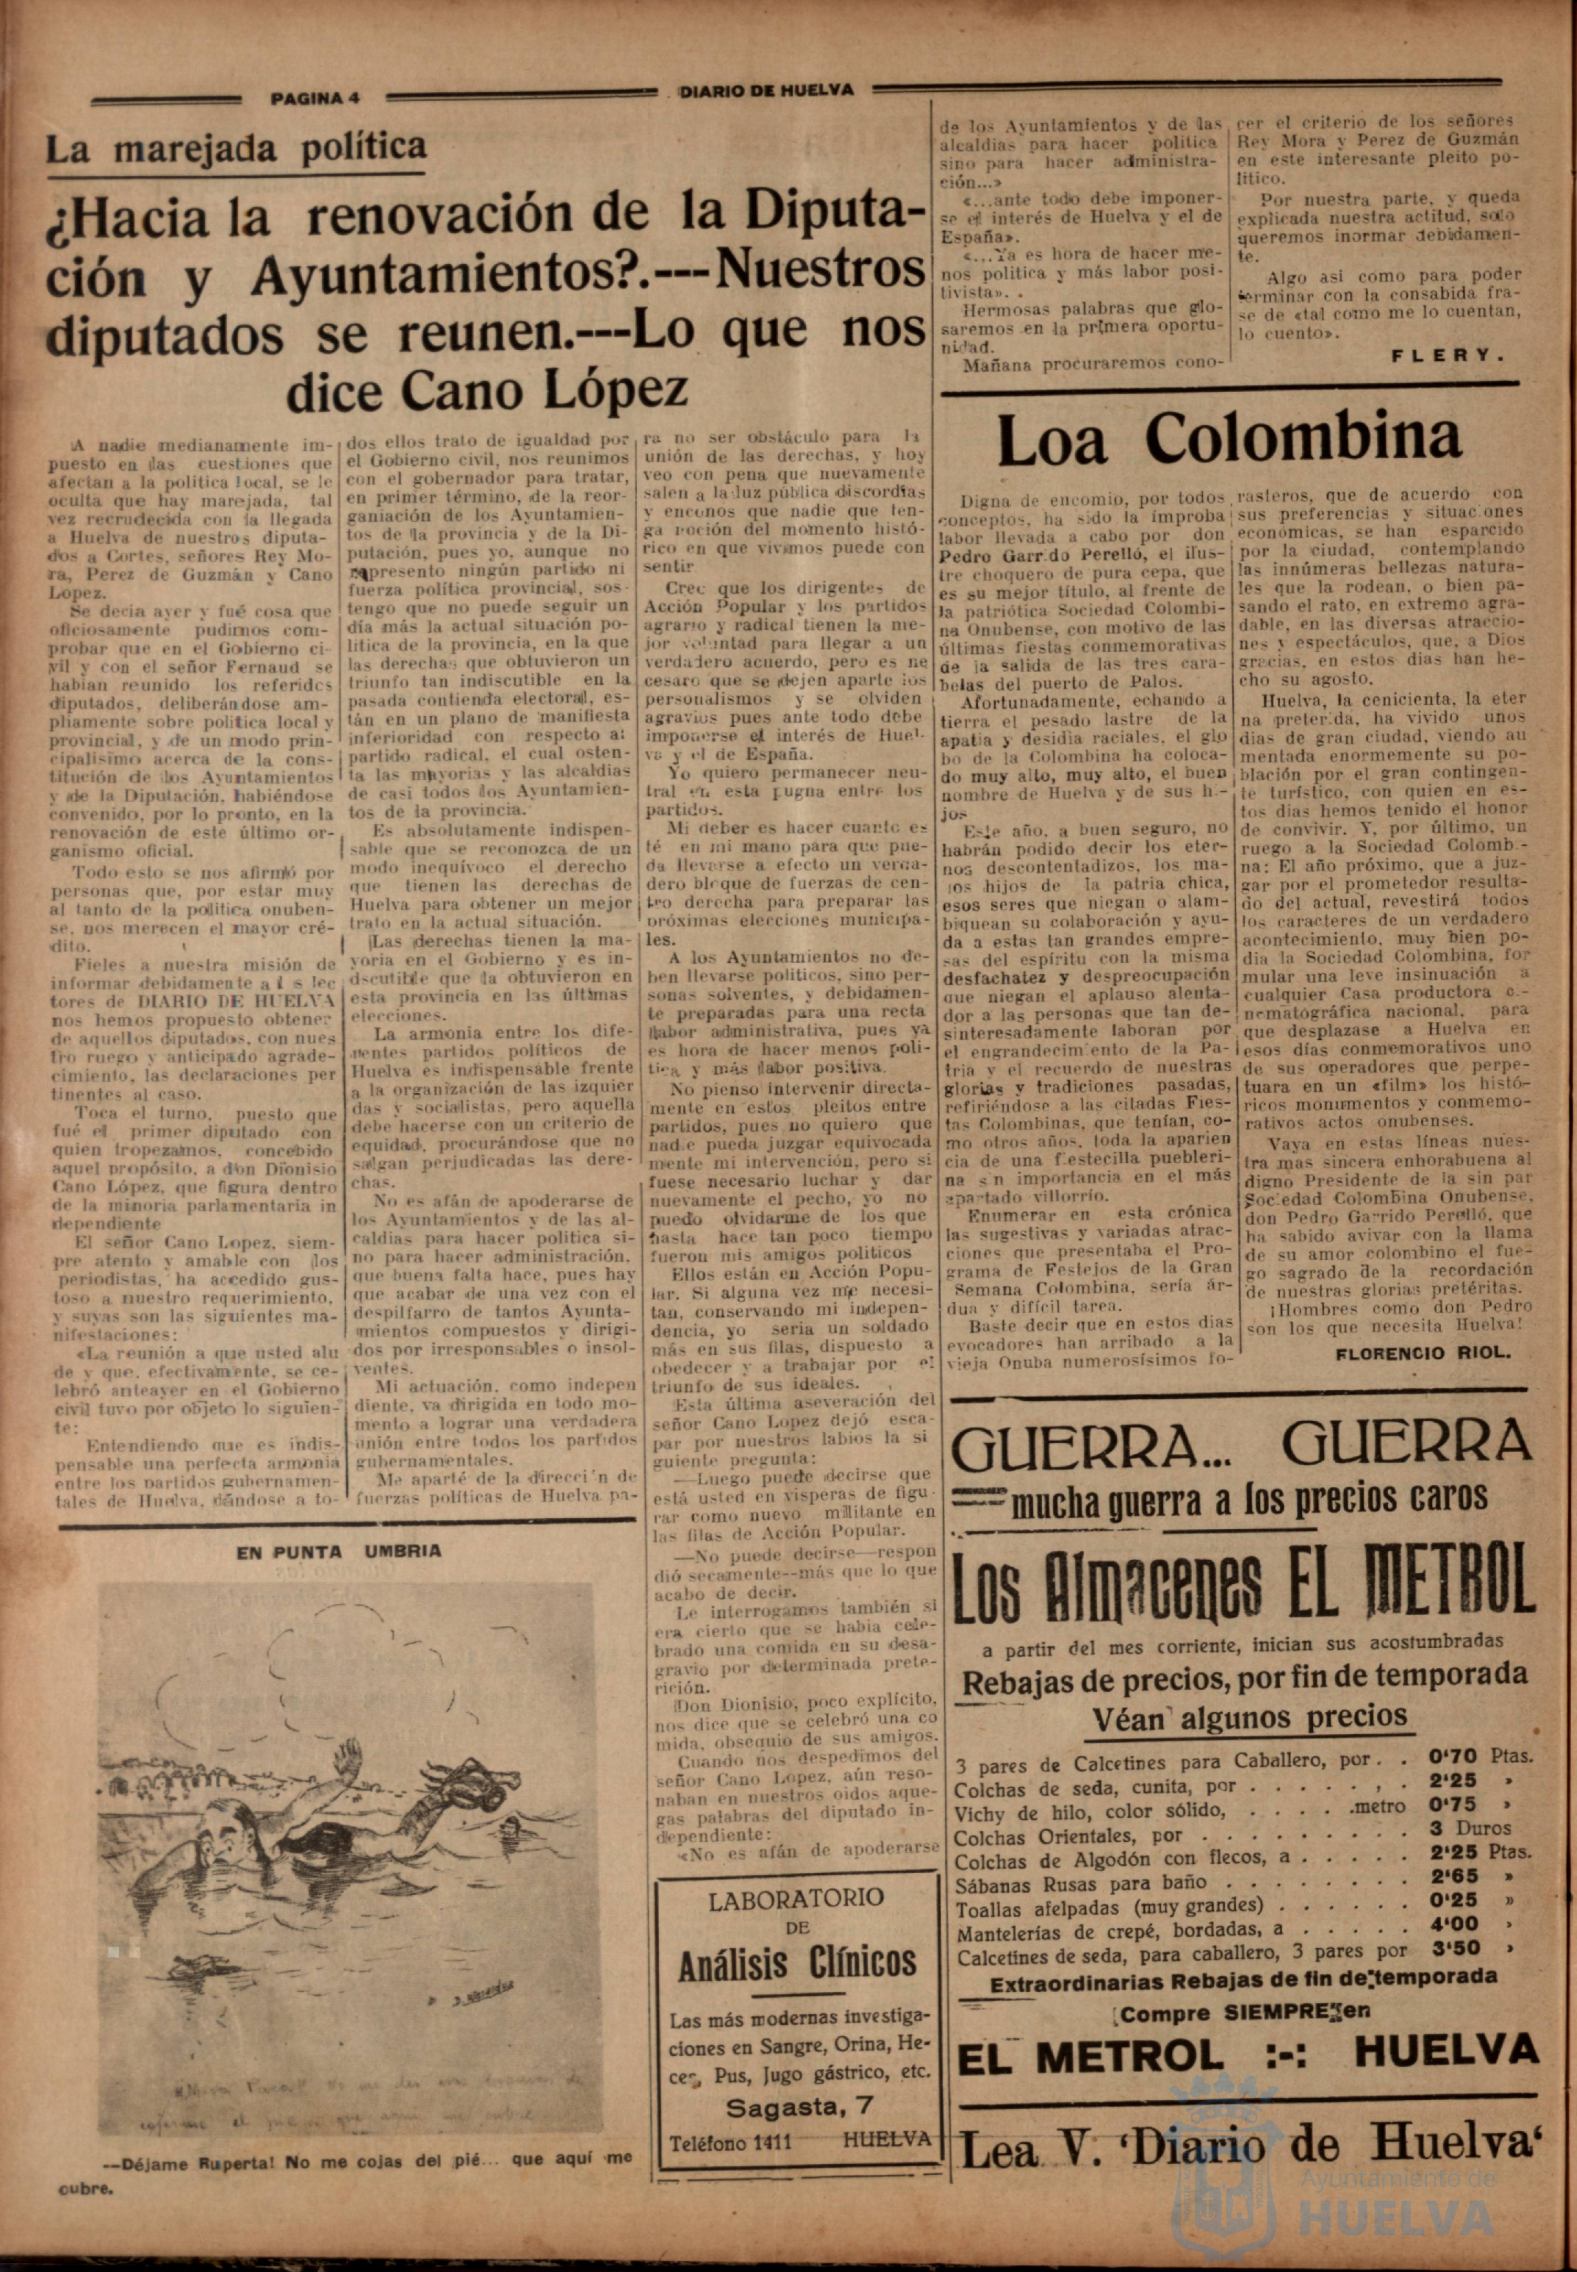 PAGINA 4
DIARIO DE HUELVA
La marejada política
¿Hacia la renovación de la Diputa-
ción y Ayuntamientos?.---Nuestros
diputados se reunen.---Lo que nos
dice Cano López
A nadie medianamente im-
puesto en las cuestiones que
afectan a la política local, se le
oculta que hay marejada, tal
vez recrudecida con la llegada
a Huelva de nuestros diputa-
dos a Cortes, señores Rey Mo-
ra, Perez de Guzmán y Cano
López.
Se decía ayer y fué cosa que
oficiosamente pudimos com-
probar que en el Gobierno ci-
vil y con el señor Fernaud se
habían reunido los referidos
diputados, deliberándose am-
pliamente sobre política local y
provincial, y de un modo prin-
cipalísimo acerca de la cons-
titución de los Ayuntamientos
y de la Diputación, habiéndose
convenido, por lo pronto, en la
renovación de este último or-
ganismo oficial.
Todo esto se nos afirmó por
personas que, por estar muy
al tanto de la política onuben-
se, nos merecen el mayor cré-
dito.
Fieles a nuestra misión de
informar debidamente a l s lec
tores de DIARIO DE HUELVA
nos hemos propuesto obtener
de aquellos diputados, con nues
tro ruego y anticipado agrade-
cimiento, las declaraciones per
tinentes al caso.
Toca el turno, puesto que
fué el primer diputado con
quien tropezamos, concebido
aquel propósito, a don Dionisio
Cano López, que figura dentro
de la minoria parlamentaria in
dependiente
El señor Cano Lopez, siem-
pre atento y amable con los
periodistas, ha accedido gus-
toso a nuestro requerimiento,
y suyas son las siguientes ma-
nifestaciones:
«La reunión a que usted alu
de y que, efectivamente, se ce-
lebró anteayer en el Gobierno
civil tuvo por objeto lo siguien-
te:
Entendiendo que es indis-
pensable una perfecta armonía
entre los partidos gubernamen-
tales de Huelva, dándose a to-
dos ellos trato de igualdad por
el Gobierno civil, nos reunimos
con el gobernador para tratar,
en primer término, de la reor-
ganiación de los Ayuntamien-
tos de la provincia y de la Di-
putación, pues yo, aunque no
represento ningún partido ni
fuerza política provincial, sos-
tengo que no puede seguir un
día más la actual situación po-
lítica de la provincia, en la que
las derechas que obtuvieron un
triunfo tan indiscutible en la
pasada contienda electoral, es-
tán en un plano de manifiesta
inferioridad con respecto al
partido radical, el cual osten-
ta las mayorias y las alcaldias
de casi todos los Ayuntamien-
tos de la provincia.
Es absolutamente indispen-
sable que se reconozca de un
modo inequívoco el derecho
que tienen las derechas de
Huelva para obtener un mejor
trato en la actual situación.
¡Las derechas tienen la ma-
yoria en el Gobierno y es in-
discutible que la obtuvieron en
esta provincia en las últimas
elecciones.
La armonia entre los dife-
rentes partidos políticos de
Huelva es indispensable frente
a la organización de las izquier
das y socialistas, pero aquella
debe hacerse con un criterio de
equidad, procurándose que no
salgan perjudicadas las dere-
chas.
No es afán de apoderarse de
los Ayuntamientos y de las al-
caldias para hacer política si-
no para hacer administración,
que buena falta hace, pues hay
que acabar de una vez con el
despilfarro de tantos Ayunta-
mientos compuestos y dirigi-
dos por irresponsables o insol-
ventes.
Mi actuación, como indepen
diente, va dirigida en todo mo-
mento a lograr una verdadera
unión entre todos los partidos
gubernamentales.
Me aparté de la direcci n de
fuerzas políticas de Huelva pa-
ra no ser obstáculo para la
unión de las derechas, y hoy
veo con pena que nuevamente
salen a la luz pública discordias
y enconos que nadie que ten-
ga noción del momento histó-
rico en que vivimos puede con
sentir
Creo que los dirigentes de
Acción Popular y los partidos
agrario y radical tienen la me-
jor voluntad para llegar a un
verdadero acuerdo, pero es ne
cesaro que se dejen aparte los
personalismos y se olviden
agravios pues ante todo debe
imponerse el interés de Huel-
va y el de España.
Yo quiero permanecer neu-
tral en esta pugna entre los
partidos.
Mi deber es hacer cuanto es
té en mi mano para que pue-
da llevarse a efecto un verda-
dero bloque de fuerzas de cen-
tro derecha para preparar las
próximas elecciones municipa-
les.
A los Ayuntamientos no de-
ben llevarse políticos, sino per-
sonas solventes, y debidamen-
te preparadas para una recta
labor administrativa, pues ya
es hora de hacer menos polí-
tica y más labor positiva.
No pienso intervenir directa-
mente en estos pleitos entre
partidos, pues no quiero que
nadie pueda juzgar equivocada
mente mi intervención, pero si
fuese necesario luchar y dar
nuevamente el pecho, yo no
puedo olvidarme de los que
hasta hace tan poco tiempo
fueron mis amigos políticos
Ellos están en Acción Popu-
lar. Si alguna vez me necesi-
tan, conservando mi indepen-
dencia, yo seria un soldado
más en sus filas, dispuesto a
obedecer y a trabajar por el
triunfo de sus ideales.
Esta última aseveración del
señor Cano Lopez dejó esca-
par por nuestros labios la si
guiente pregunta:
—Luego puede decirse que
está usted en visperas de figu-
rar como nuevo militante en
las filas de Acción Popular.
—No puede decirse—respon
dió secamente--más que lo que
acabo de decir.
Le interrogamos también si
era cierto que se habia cele-
brado una comida en su desa-
gravio por determinada prete-
rición.
Don Dionisio, poco explícito,
nos dice que se celebró una co
mida, obsequio de sus amigos.
Cuando nos despedimos del
señor Cano Lopez, aún reso-
naban en nuestros oidos aque-
gas palabras del diputado in-
dependiente:
«No es afán de apoderarse
de los Ayuntamientos y de las
alcaldias para hacer política
sino para hacer administra-
ción...»
«...ante todo debe imponer-
se el interés de Huelva y el de
España».
«...Ya es hora de hacer me-
nos politica y más labor posi-
tivista». .
Hermosas palabras que glo-
saremos en la primera oportu-
nidad.
Mañana procuraremos cono-
cer el criterio de los señores
Rey Mora y Perez de Guzmán
en este interesante pleito po-
lítico.
Por nuestra parte, y queda
explicada nuestra actitud, solo
queremos inormar debidamen-
te.
Algo asi como para poder
terminar con la consabida fra-
se de «tal como me lo cuentan,
lo cuento».
FLERY.
Loa Colombina
Digna de encomio, por todos
conceptos, ha sido la improba
labor llevada a cabo por don
Pedro Garrido Perelló, el ilus-
tre choquero de pura cepa, que
es su mejor título, al frente de
la patriótica Sociedad Colombi-
na Onubense, con motivo de las
últimas fiestas conmemorativas
de la salida de las tres cara-
belas del puerto de Palos.
Afortunadamente, echando a
tierra el pesado lastre de la
apatia y desidia raciales, el glo
bo de la Colombina ha coloca-
do muy alto, muy alto, el buen
nombre de Huelva y de sus hi-
jos
Este año, a buen seguro, no
habrán podido decir los eter-
nos descontentadizos, los ma-
los hijos de la patria chica,
esos seres que niegan o alam-
biquean su colaboración y ayu-
da a estas tan grandes empre-
sas del espíritu con la misma
desfachatez y despreocupación
que niegan el aplauso alenta-
dor a las personas que tan de-
sinteresadamente laboran por
el engrandecimiento de la Pa-
tria y el recuerdo de nuestras
glorias y tradiciones pasadas,
refiriéndose a las citadas Fies-
tas Colombinas, que tenían, co-
mo otros años, toda la aparien
cia de una festecilla puebleri-
na sin importancia en el más
apartado villorrio.
Enumerar en esta crónica
las sugestivas y variadas atrac-
ciones que presentaba el Pro-
grama de Festejos de la Gran
Semana Colombina, sería ár-
dua y difícil tarea.
Baste decir que en estos dias
evocadores han arribado a la
vieja Onuba numerosísimos fo-
rasteros, que de acuerdo con
sus preferencias y situaciones
económicas, se han esparcido
por la ciudad, contemplando
las innúmeras bellezas natura-
les que la rodean, o bien pa-
sando el rato, en extremo agra-
dable, en las diversas atraccio-
nes y espectáculos, que, a Dios
gracias, en estos dias han he-
cho su agosto.
Huelva, la cenicienta, la eter
na preterida, ha vivido unos
dias de gran ciudad, viendo au
mentada enormemente su po-
blación por el gran contingen-
te turístico, con quien en es-
tos dias hemos tenido el honor
de convivir. Y, por último, un
ruego a la Sociedad Colombi-
na: El año próximo, que a juz-
gar por el prometedor resulta-
do del actual, revestirá todos
los caracteres de un verdadero
acontecimiento, muy bien po-
dia la Sociedad Colombina, for
mular una leve insinuación a
cualquier Casa productora ci-
nematográfica nacional, para
que desplazase a Huelva en
esos días conmemorativos uno
de sus operadores que perpe-
tuara en un «film» los histó-
ricos monumentos y conmemo-
rativos actos onubenses.
Vaya en estas líneas nues-
tra mas sincera enhorabuena al
digno Presidente de la sin par
Sociedad Colombina Onubense,
don Pedro Garrido Perelló, que
ha sabido avivar con la llama
de su amor colombino el fue-
go sagrado de la recordación
de nuestras glorias pretéritas.
¡Hombres como don Pedro
son los que necesita Huelva!
FLORENCIO RIOL.
EN PUNTA UMBRIA
--Déjame Ruperta! No me cojas del pié... que aquí me
cubre.
LABORATORIO
DE
Análisis Clínicos
Las más modernas investiga-
ciones en Sangre, Orina, He-
ces, Pus, Jugo gástrico, etc.
Sagasta, 7
Teléfono 1411 HUELVA
GUERRA... GUERRA
mucha guerra a los precios caros
Los Almacenes EL METROL
a partir del mes corriente, inician sus acostumbradas
Rebajas de precios, por fin de temporada
Véan algunos precios
3 pares de Calcetines para Caballero, por . . 0'70 Ptas.
Colchas de seda, cunita, por . . . . . , . 2'25 »
Vichy de hilo, color sólido, . . . . .metro 0'75 »
Colchas Orientales, por . . . . . . . . . 3 Duros
Colchas de Algodón con flecos, a . . . . . 2'25 Ptas.
Sábanas Rusas para baño . . . . . . . . 2'65 »
Toallas afelpadas (muy grandes) . . . . . . 0'25 »
Mantelerías de crepé, bordadas, a . . . . . 4'00 »
Calcetines de seda, para caballero, 3 pares por 3'50 »
Extraordinarias Rebajas de fin de temporada
Compre SIEMPRE en
EL METROL :-: HUELVA
Lea V. 'Diario de Huelva'
Ayuntamiento de
HUELVA